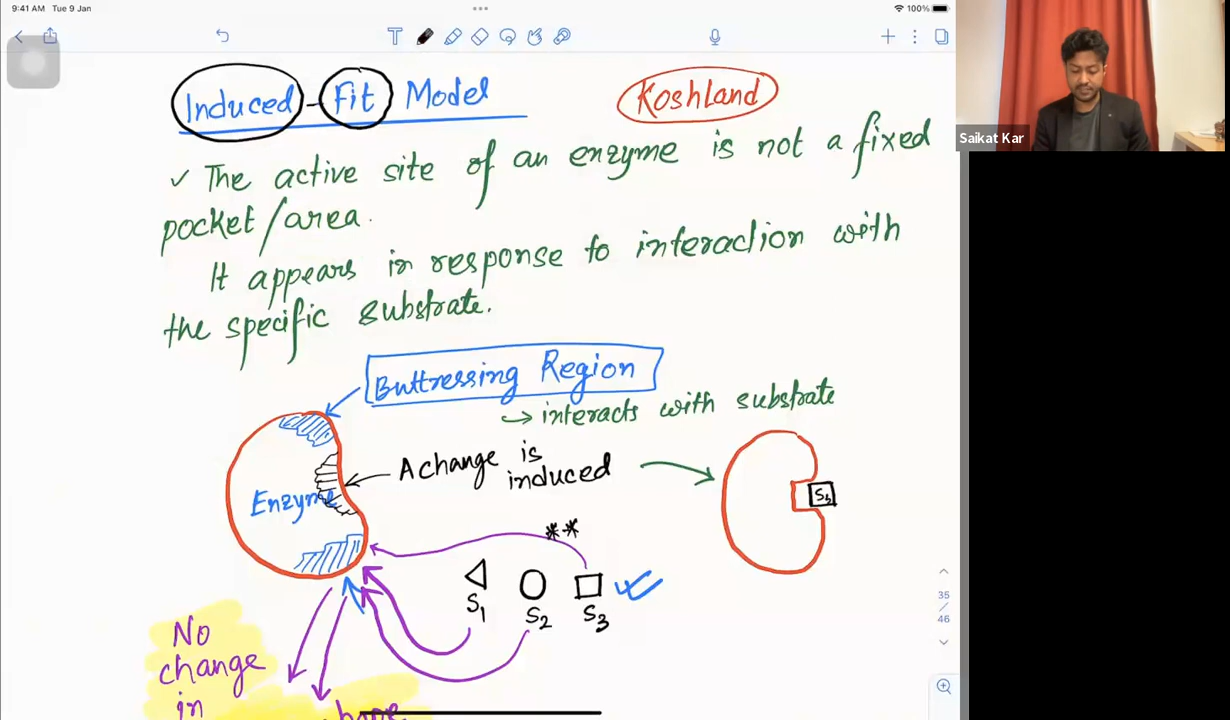 9:41 AM Tue 9 Jan
100%
Saikat Kar
Induced-Fit Model
Koshland
✓ The active site of an enzyme is not a fixed
pocket/area.
It appears in response to interaction with
the specific substrate.
Buttressing Region
↳ interacts with substrate
A change is
induced
Enzyme
S3
**
S1
S2
S3
No
change
in
35
/
46